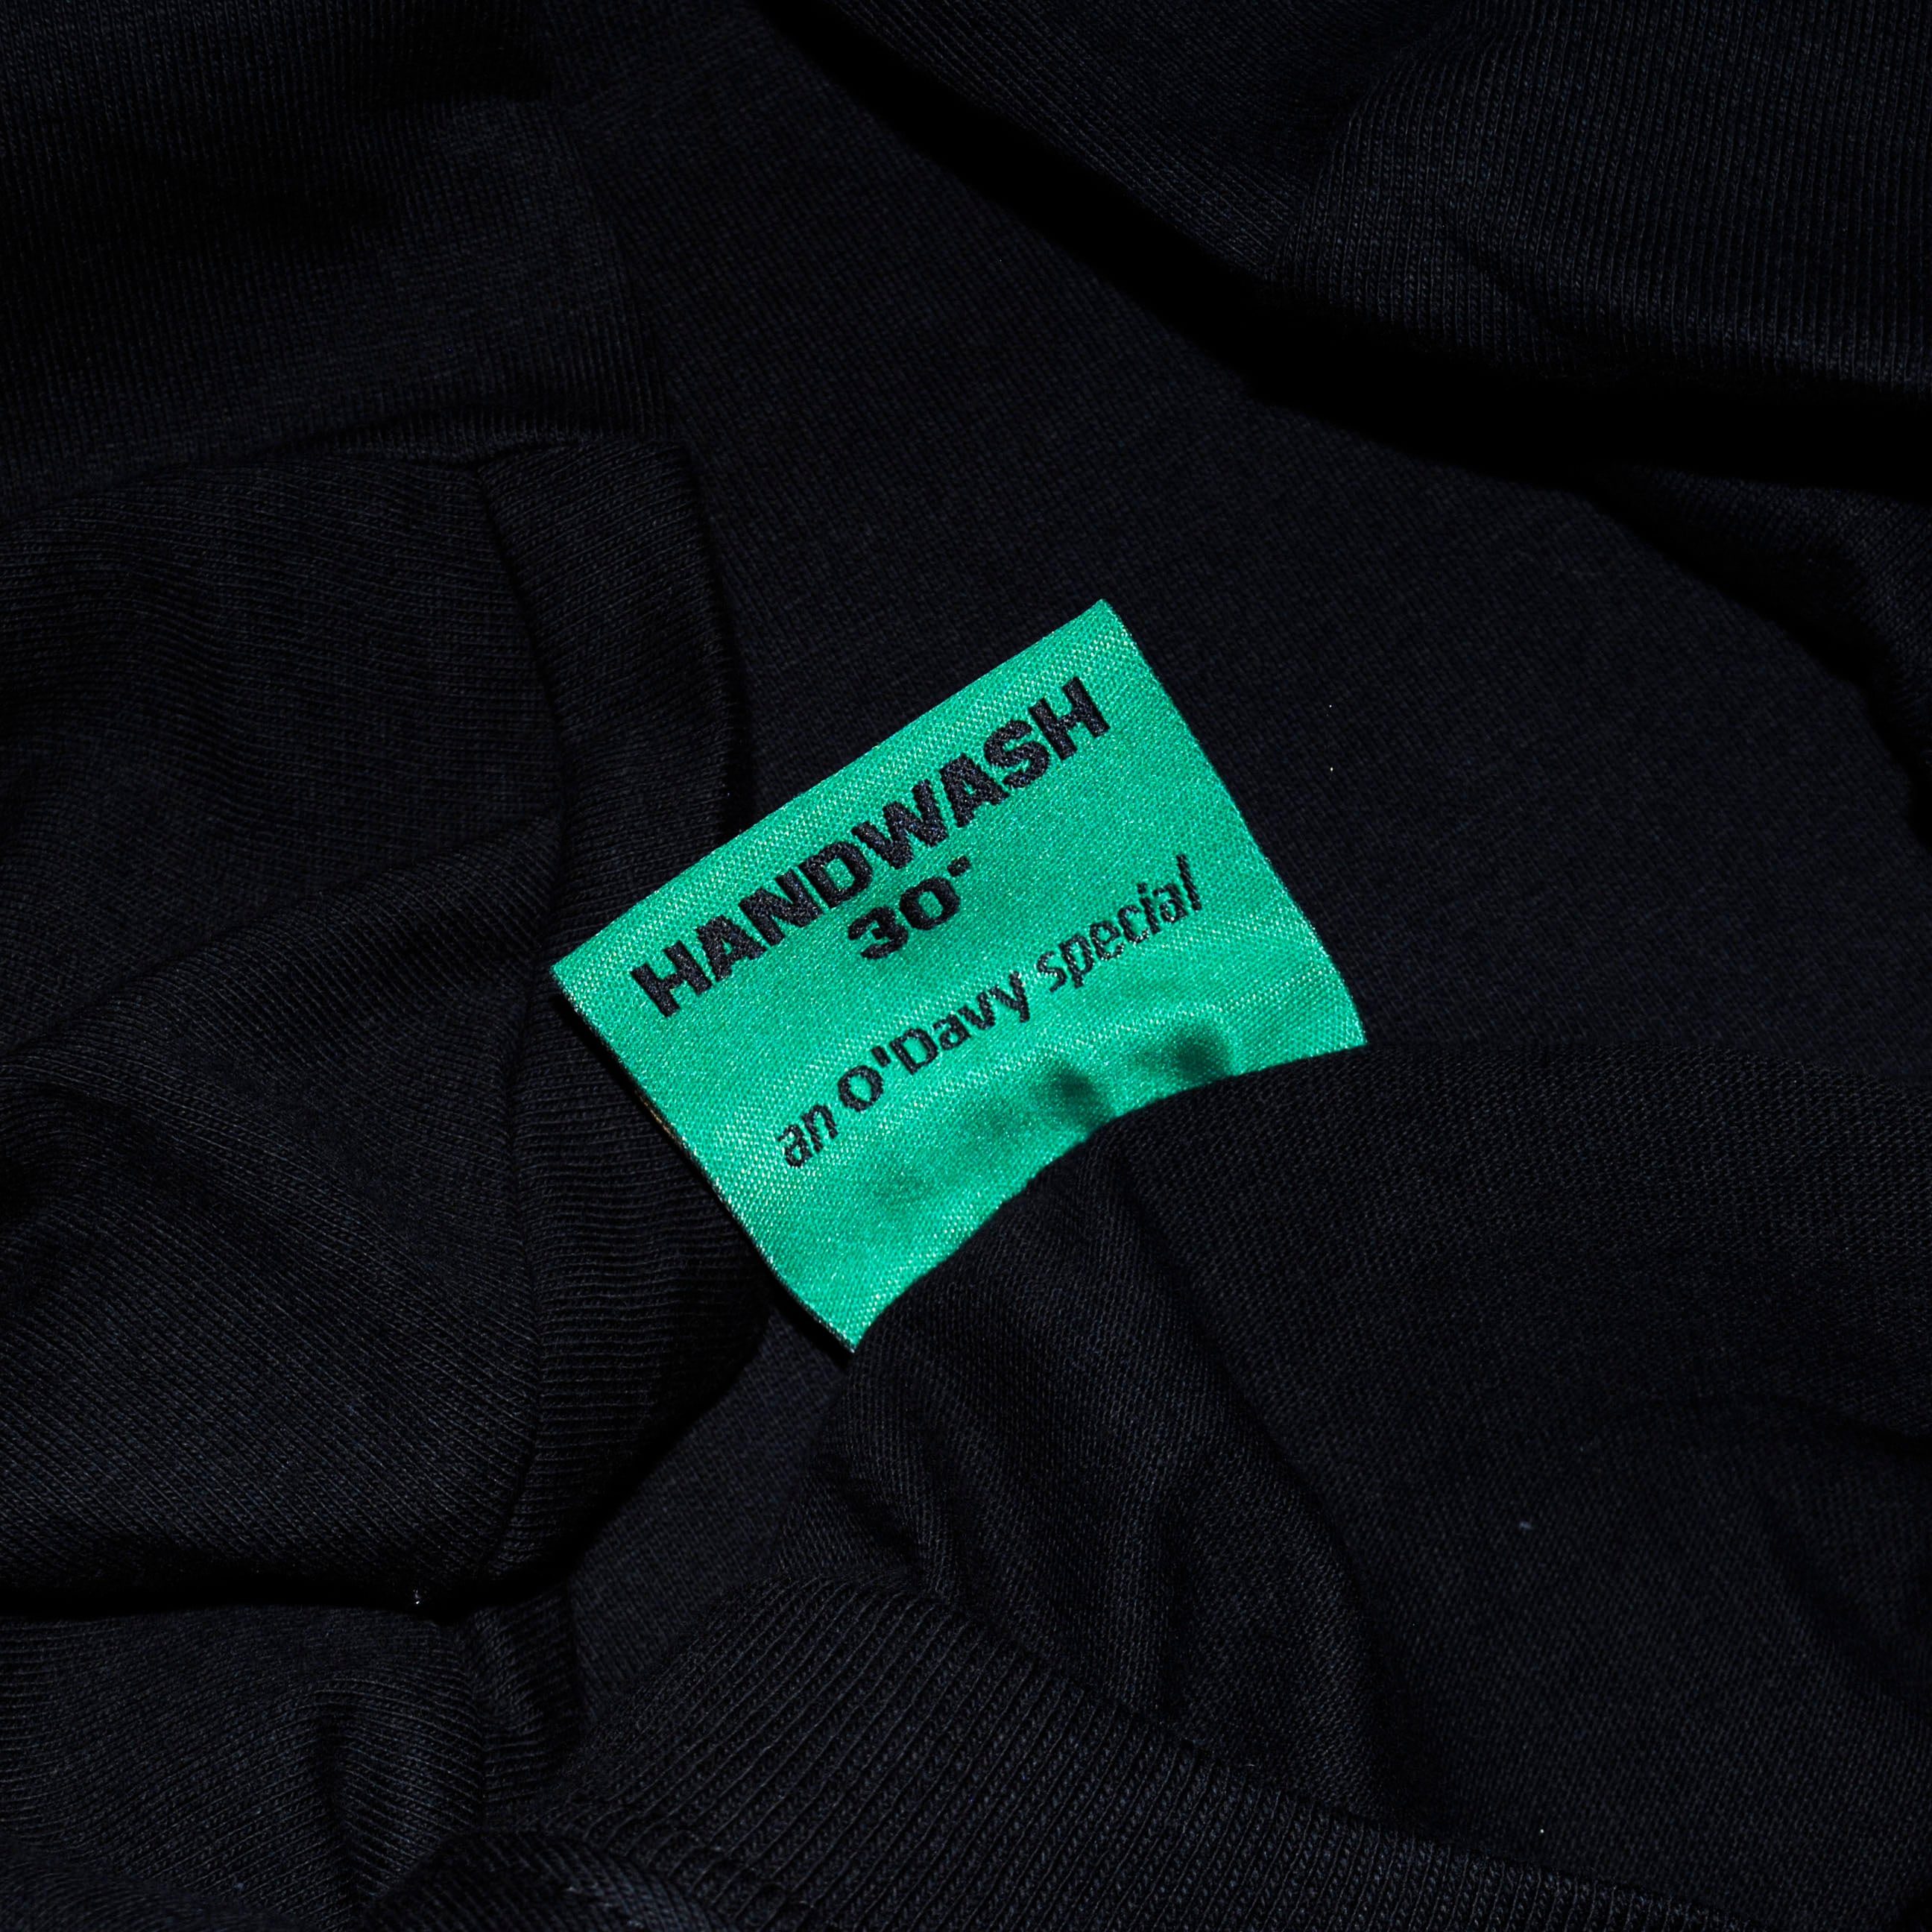 HANDWASH
30°
an O'Davy special